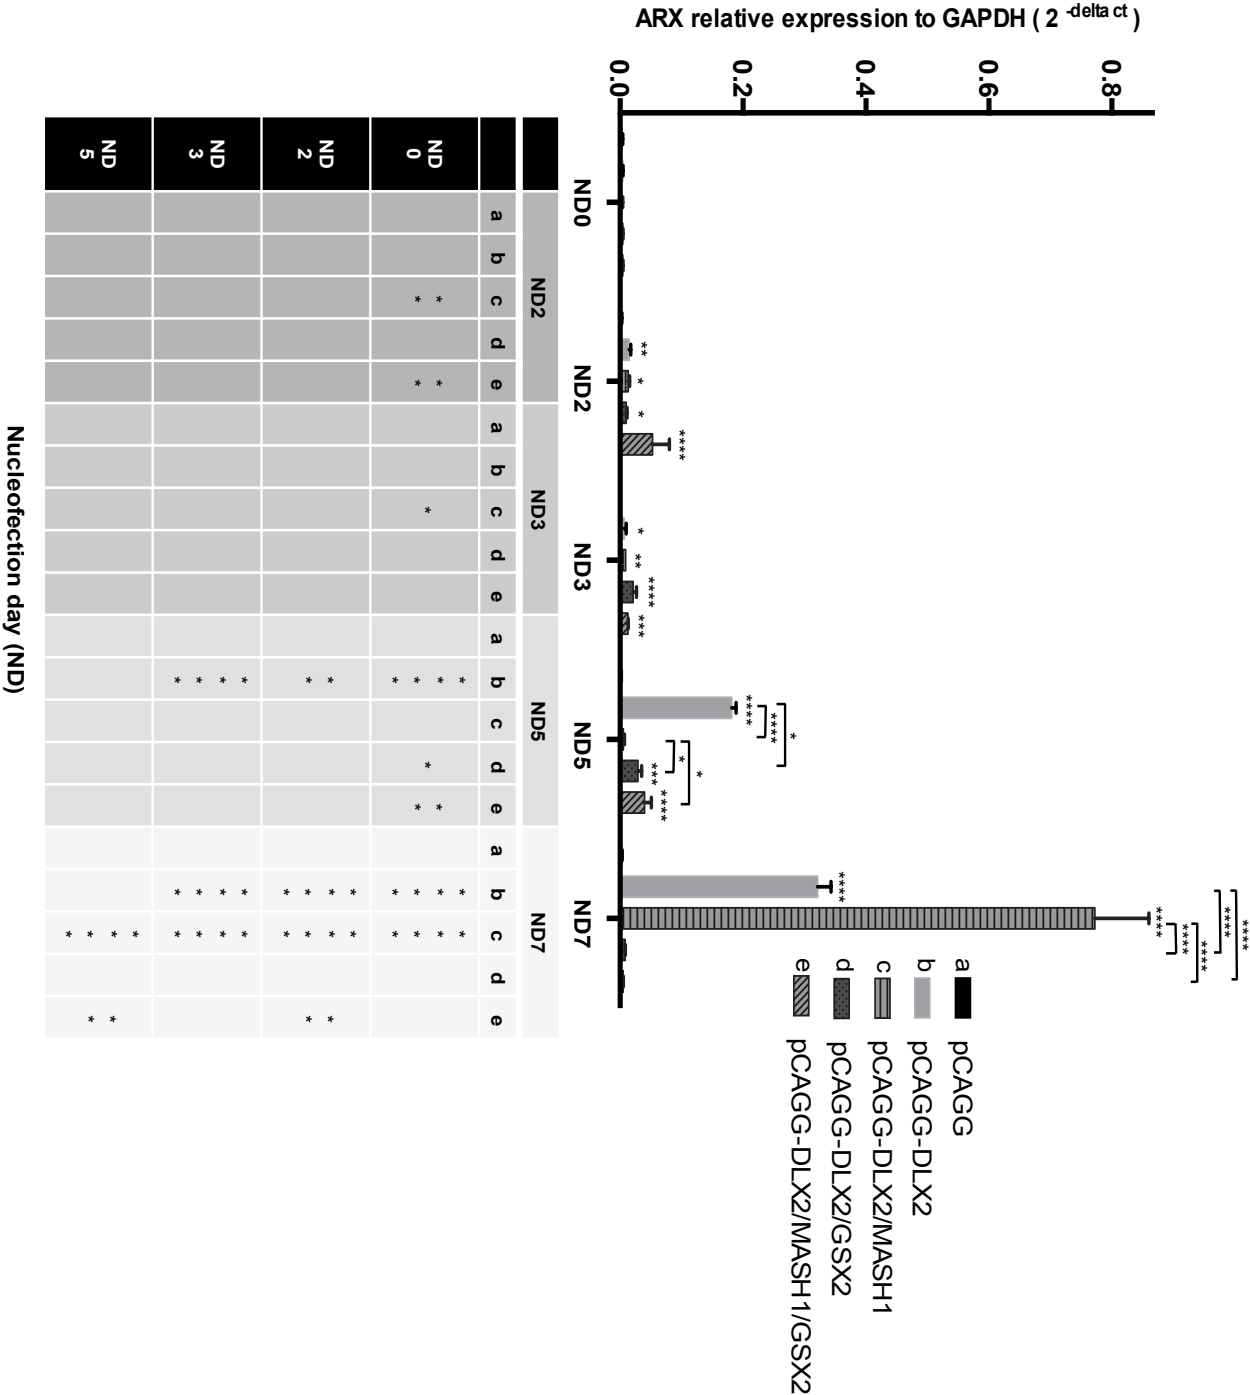 ARX relative expression to GAPDH ( 2 -delta ct )
0.8
0.6
0.4
0.2
0.0
** * * ****
* ** **** ***
*
****
****
*
*
*** ****
****
****
****
****
****
****
a pCAGG
b pCAGG-DLX2
c pCAGG-DLX2/MASH1
d pCAGG-DLX2/GSX2
e pCAGG-DLX2/MASH1/GSX2
ND0 ND2 ND3 ND5 ND7
ND2 ND3 ND5 ND7
a b c d e a b c d e a b c d e a b c d e
ND 0 ** ** * **** * ** **** ****
ND 2 ** **** **** **
ND 3 **** **** ****
ND 5 **** **
Nucleofection day (ND)